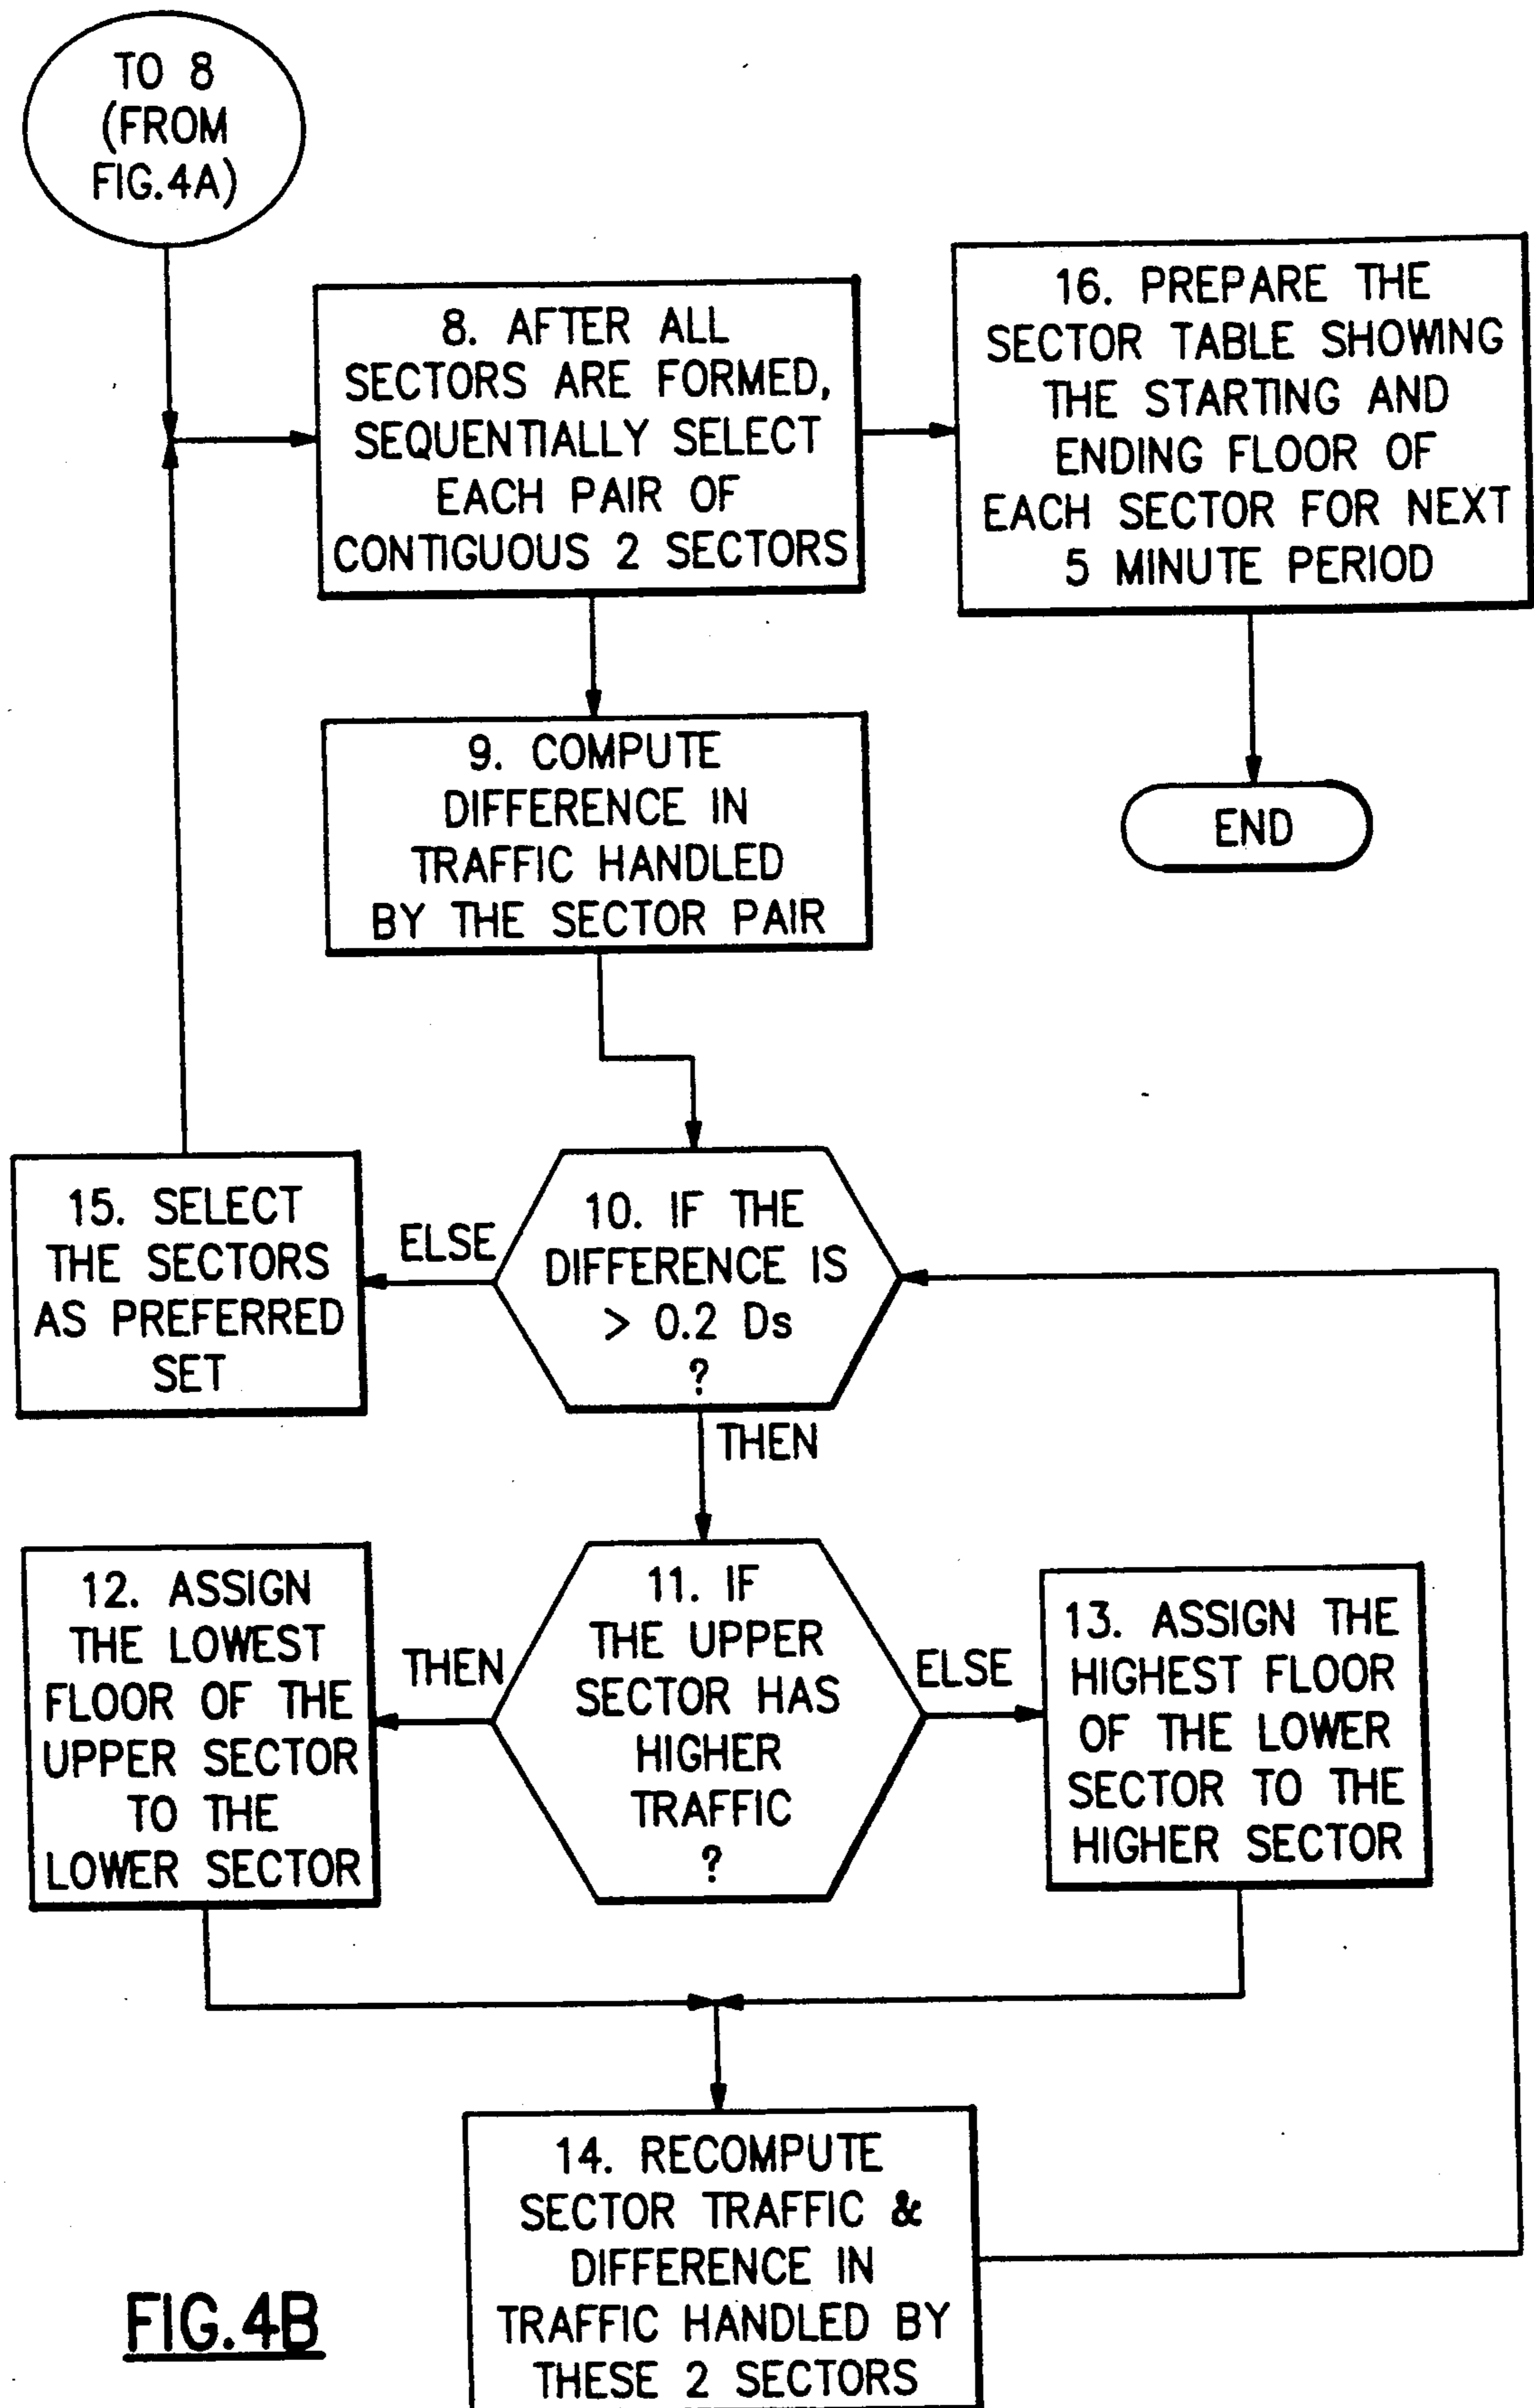 TO 8
(FROM
FIG.4A)
8. AFTER ALL
SECTORS ARE FORMED,
SEQUENTIALLY SELECT
EACH PAIR OF
CONTIGUOUS 2 SECTORS
16. PREPARE THE
SECTOR TABLE SHOWING
THE STARTING AND
ENDING FLOOR OF
EACH SECTOR FOR NEXT
5 MINUTE PERIOD
9. COMPUTE
DIFFERENCE IN
TRAFFIC HANDLED
BY THE SECTOR PAIR
END
15. SELECT
THE SECTORS
AS PREFERRED
SET
ELSE
10. IF THE
DIFFERENCE IS
> 0.2 Ds
?
THEN
12. ASSIGN
THE LOWEST
FLOOR OF THE
UPPER SECTOR
TO THE
LOWER SECTOR
THEN
11. IF
THE UPPER
SECTOR HAS
HIGHER
TRAFFIC
?
ELSE
13. ASSIGN THE
HIGHEST FLOOR
OF THE LOWER
SECTOR TO THE
HIGHER SECTOR
14. RECOMPUTE
SECTOR TRAFFIC &
DIFFERENCE IN
TRAFFIC HANDLED BY
THESE 2 SECTORS
FIG.4B